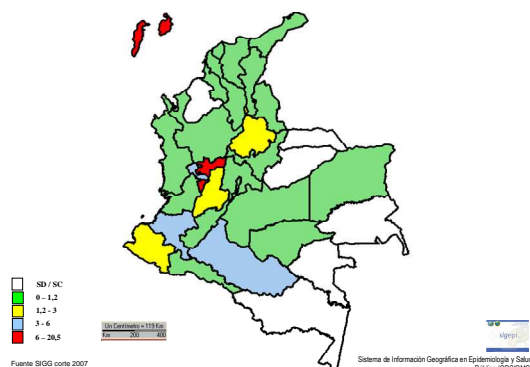 SD / SC
0 – 1,2
1,2 - 3
3 - 6
6 – 20,5
Un Centímetro = 119 Km
Km 200 400
sigepi
Fuente SIGG corte 2007
Sistema de Información Geográfica en Epidemiología y Salud